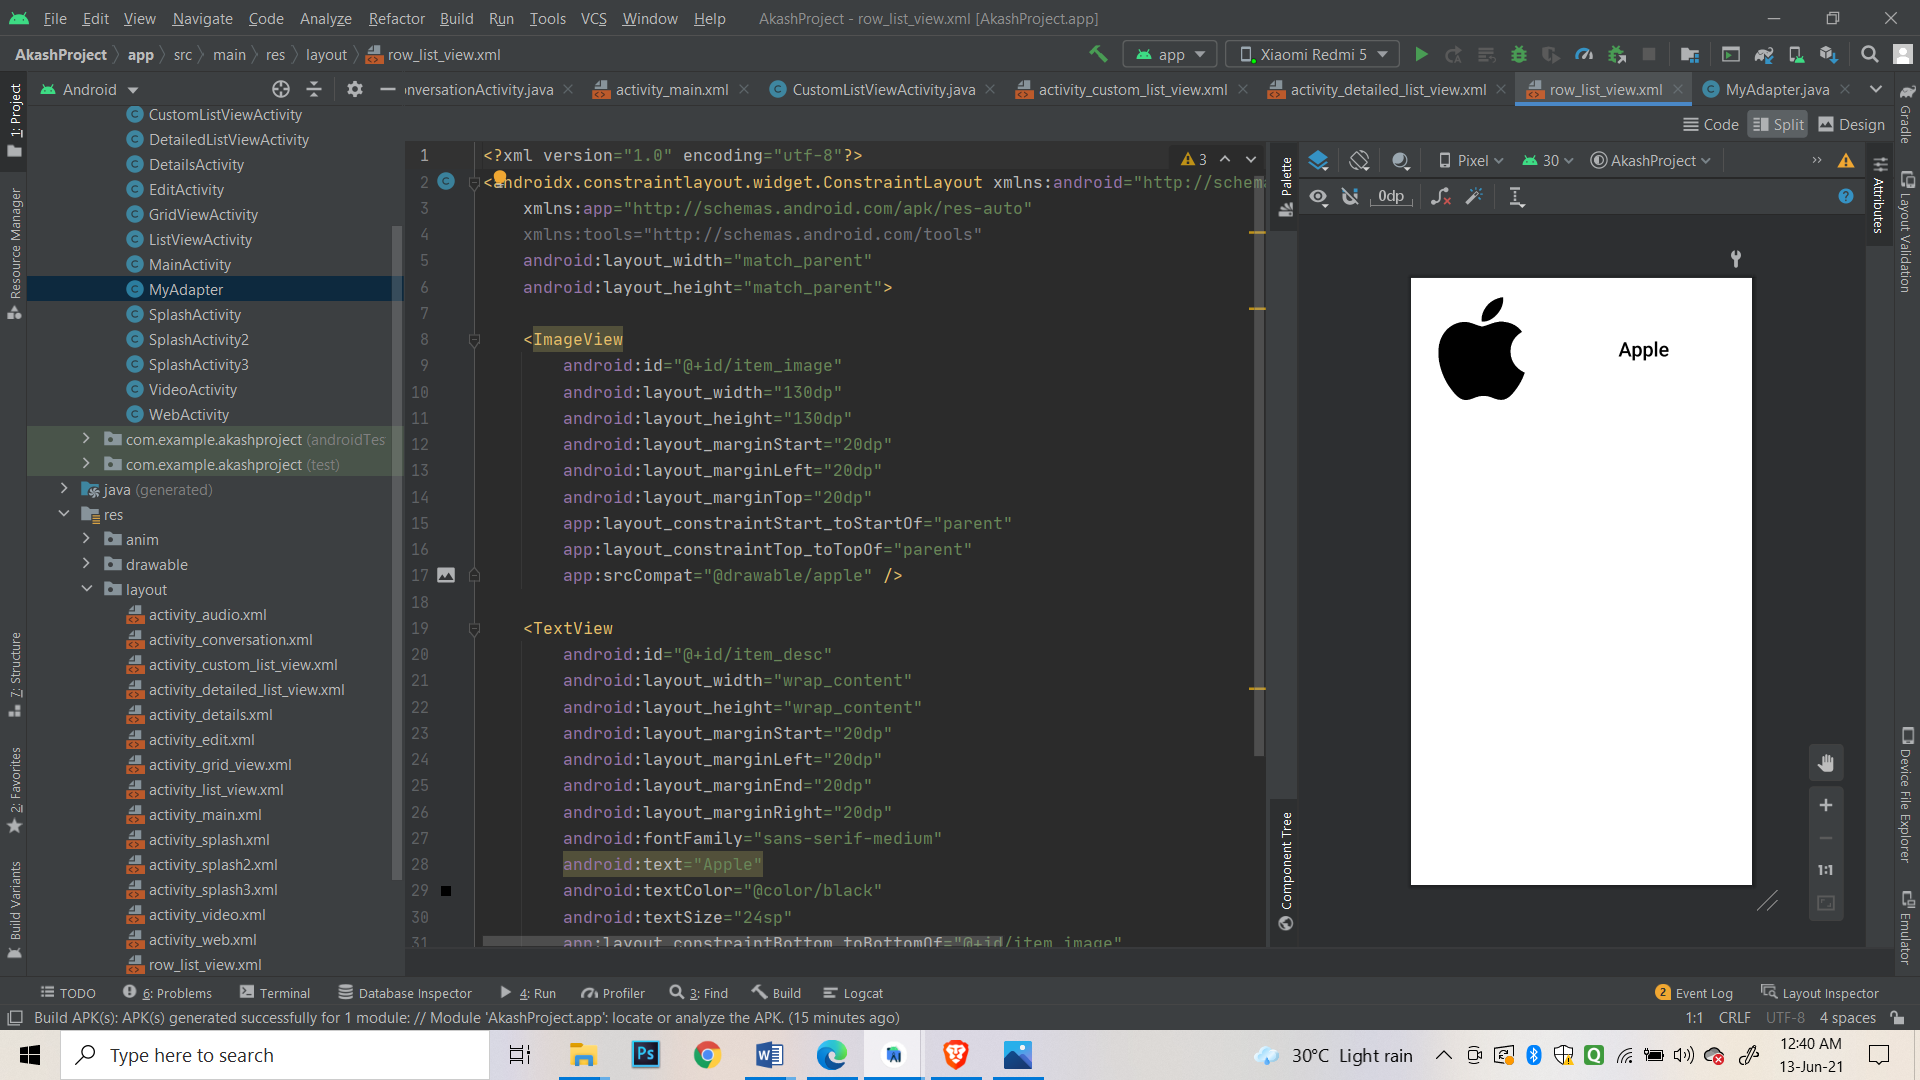 File Edit View Navigate Code Analyze Refactor Build Run Tools VCS Window Help AkashProject - row_list_view.xml [AkashProject.app]
AkashProject app src main res layout row_list_view.xml app Xiaomi Redmi 5
Android onversationActivity.java activity_main.xml CustomListViewActivity.java activity_custom_list_view.xml activity_detailed_list_view.xml row_list_view.xml MyAdapter.java
Code Split Design
1: Project
Resource Manager
7: Structure
2: Favorites
Build Variants
CustomListViewActivity
DetailedListViewActivity
DetailsActivity
EditActivity
GridViewActivity
ListViewActivity
MainActivity
MyAdapter
SplashActivity
SplashActivity2
SplashActivity3
VideoActivity
WebActivity
com.example.akashproject (androidTes
com.example.akashproject (test)
java (generated)
res
anim
drawable
layout
activity_audio.xml
activity_conversation.xml
activity_custom_list_view.xml
activity_detailed_list_view.xml
activity_details.xml
activity_edit.xml
activity_grid_view.xml
activity_list_view.xml
activity_main.xml
activity_splash.xml
activity_splash2.xml
activity_splash3.xml
activity_video.xml
activity_web.xml
row_list_view.xml
3
1 <?xml version="1.0" encoding="utf-8"?>
2 <androidx.constraintlayout.widget.ConstraintLayout xmlns:android="http://schem
3 xmlns:app="http://schemas.android.com/apk/res-auto"
4 xmlns:tools="http://schemas.android.com/tools"
5 android:layout_width="match_parent"
6 android:layout_height="match_parent">
7
8 <ImageView
9 android:id="@+id/item_image"
10 android:layout_width="130dp"
11 android:layout_height="130dp"
12 android:layout_marginStart="20dp"
13 android:layout_marginLeft="20dp"
14 android:layout_marginTop="20dp"
15 app:layout_constraintStart_toStartOf="parent"
16 app:layout_constraintTop_toTopOf="parent"
17 app:srcCompat="@drawable/apple" />
18
19 <TextView
20 android:id="@+id/item_desc"
21 android:layout_width="wrap_content"
22 android:layout_height="wrap_content"
23 android:layout_marginStart="20dp"
24 android:layout_marginLeft="20dp"
25 android:layout_marginEnd="20dp"
26 android:layout_marginRight="20dp"
27 android:fontFamily="sans-serif-medium"
28 android:text="Apple"
29 android:textColor="@color/black"
30 android:textSize="24sp"
31 app:layout_constraintBottom_toBottomOf="@+id/item_image"
Palette
Component Tree
Pixel 30 AkashProject
0dp
Apple
1:1
Attributes
Gradle
Layout Validation
Device File Explorer
Emulator
TODO 6: Problems Terminal Database Inspector 4: Run Profiler 3: Find Build Logcat 2 Event Log Layout Inspector
Build APK(s): APK(s) generated successfully for 1 module: // Module 'AkashProject.app': locate or analyze the APK. (15 minutes ago) 1:1 CRLF UTF-8 4 spaces
Type here to search Ps 30°C Light rain 12:40 AM
13-Jun-21